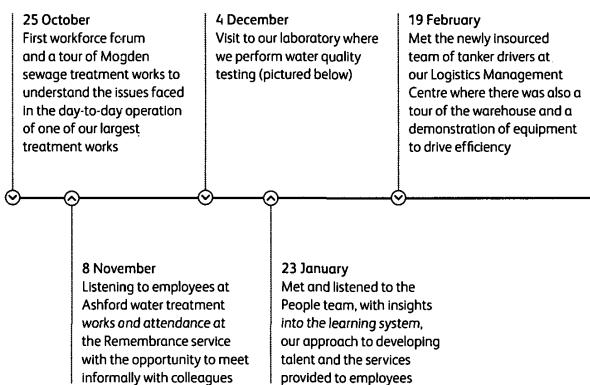 25 October
First workforce forum
and a tour of Mogden
sewage treatment works to
understand the issues faced
in the day-to-day operation
of one of our largest
treatment works
4 December
Visit to our laboratory where
we perform water quality
testing (pictured below)
19 February
Met the newly insourced
team of tanker drivers at
our Logistics Management
Centre where there was also a
tour of the warehouse and a
demonstration of equipment
to drive efficiency
8 November
Listening to employees at
Ashford water treatment
works and attendance at
the Remembrance service
with the opportunity to meet
informally with colleagues
23 January
Met and listened to the
People team, with insights
into the learning system,
our approach to developing
talent and the services
provided to employees